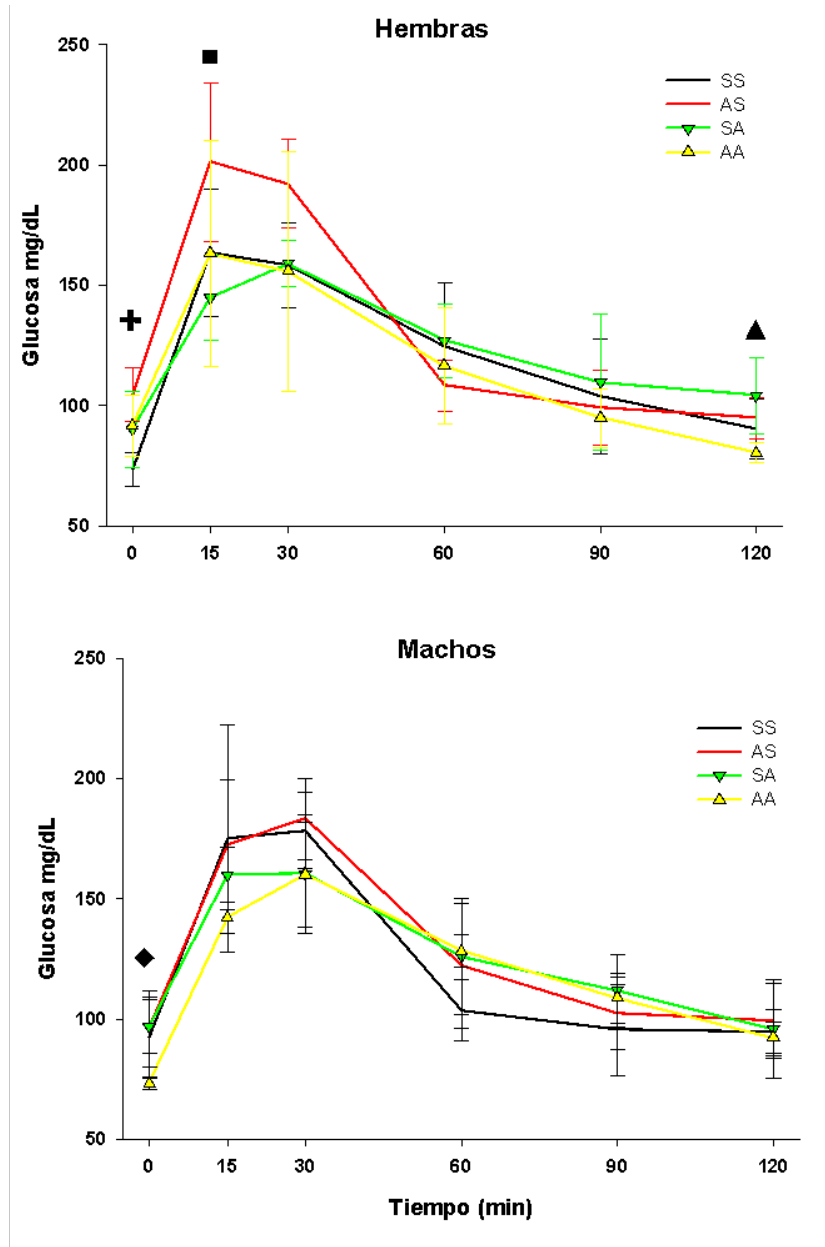 Hembras
250
200
150
100
50
Glucosa mg/dL
SS
AS
SA
AA
0 15 30 60 90 120
Machos
250
200
150
100
50
Glucosa mg/dL
SS
AS
SA
AA
0 15 30 60 90 120
Tiempo (min)